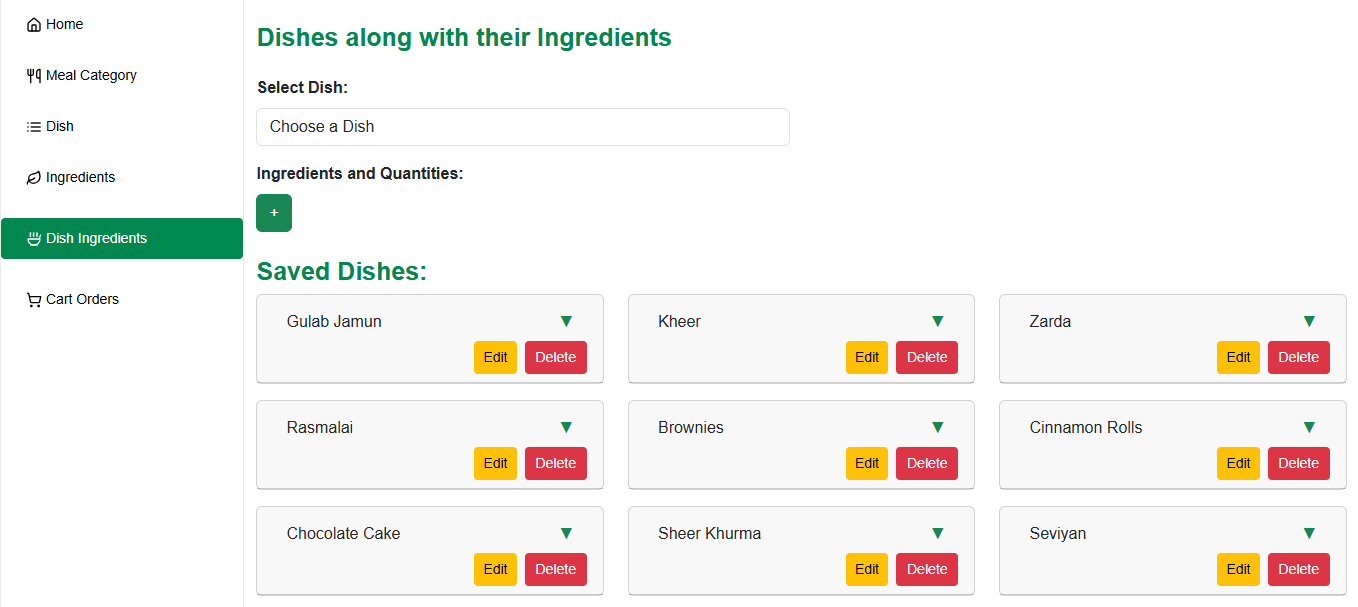 Home
Meal Category
Dish
Ingredients
Dish Ingredients
Cart Orders
Dishes along with their Ingredients
Select Dish:
Choose a Dish
Ingredients and Quantities:
+
Saved Dishes:
Gulab Jamun ▼
Edit Delete
Kheer ▼
Edit Delete
Zarda ▼
Edit Delete
Rasmalai ▼
Edit Delete
Brownies ▼
Edit Delete
Cinnamon Rolls ▼
Edit Delete
Chocolate Cake ▼
Edit Delete
Sheer Khurma ▼
Edit Delete
Seviyan ▼
Edit Delete